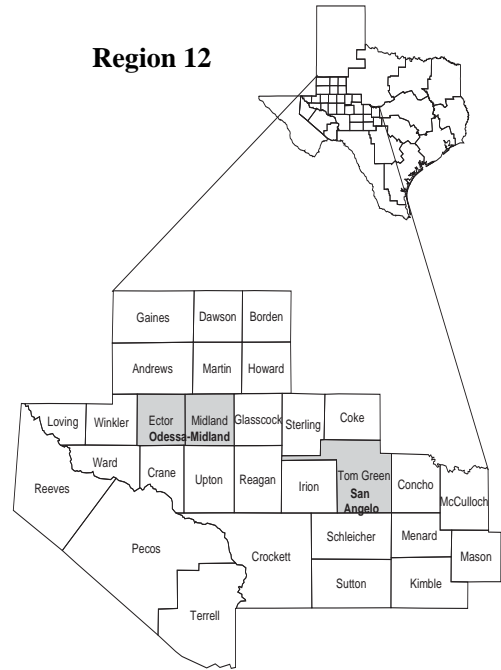 Region 12
Gaines Dawson Borden
Andrews Martin Howard
Loving Winkler Ector Midland Glasscock Sterling Coke
Odessa-Midland
Ward Crane Upton Reagan Irion Tom Green Concho McCulloch
San
Angelo
Reeves
Pecos Crockett Schleicher Menard Mason
Sutton Kimble
Terrell